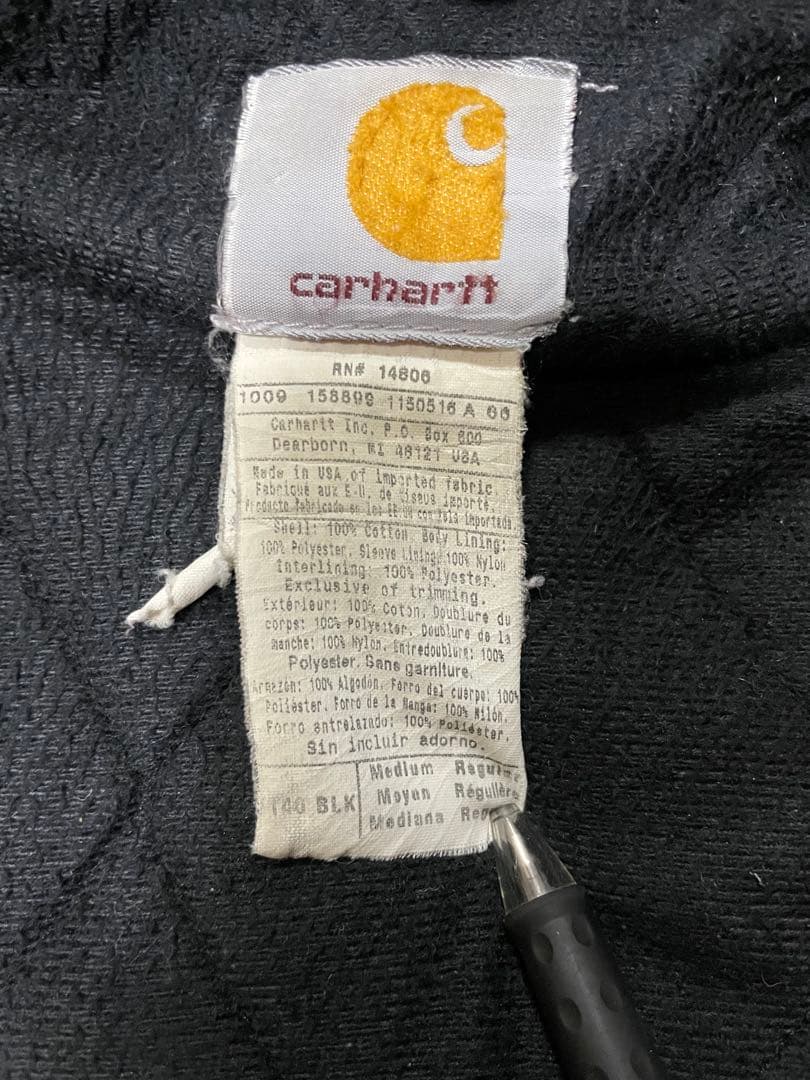 carhartt
RN# 14806
1009 158899 1150516 A 66
Carhartt Inc. P.O. Box 600
Dearborn, MI 48121 USA
Made in USA of imported fabric
Fabriqué aux E-U. de tissus importé.
Producto fabricado en los EE UU con tela importada.
Shell: 100% Cotton. Body Lining:
100% Polyester. Sleeve Lining: 100% Nylon
Interlining: 100% Polyester.
Exclusive of trimming.
Extérieur: 100% Coton. Doublure du
corps: 100% Polyester. Doublure de la
manche: 100% Nylon. Entredoublure: 100%
Polyester. Sans garniture.
Armazón: 100% Algodón. Forro del cuerpo: 100%
Poliéster. Forro de la Manga: 100% Nilón.
Forro entrelazado: 100% Poliéster.
Sin incluir adorno.
BLK
Medium Regular
Moyen Régulière
Mediana